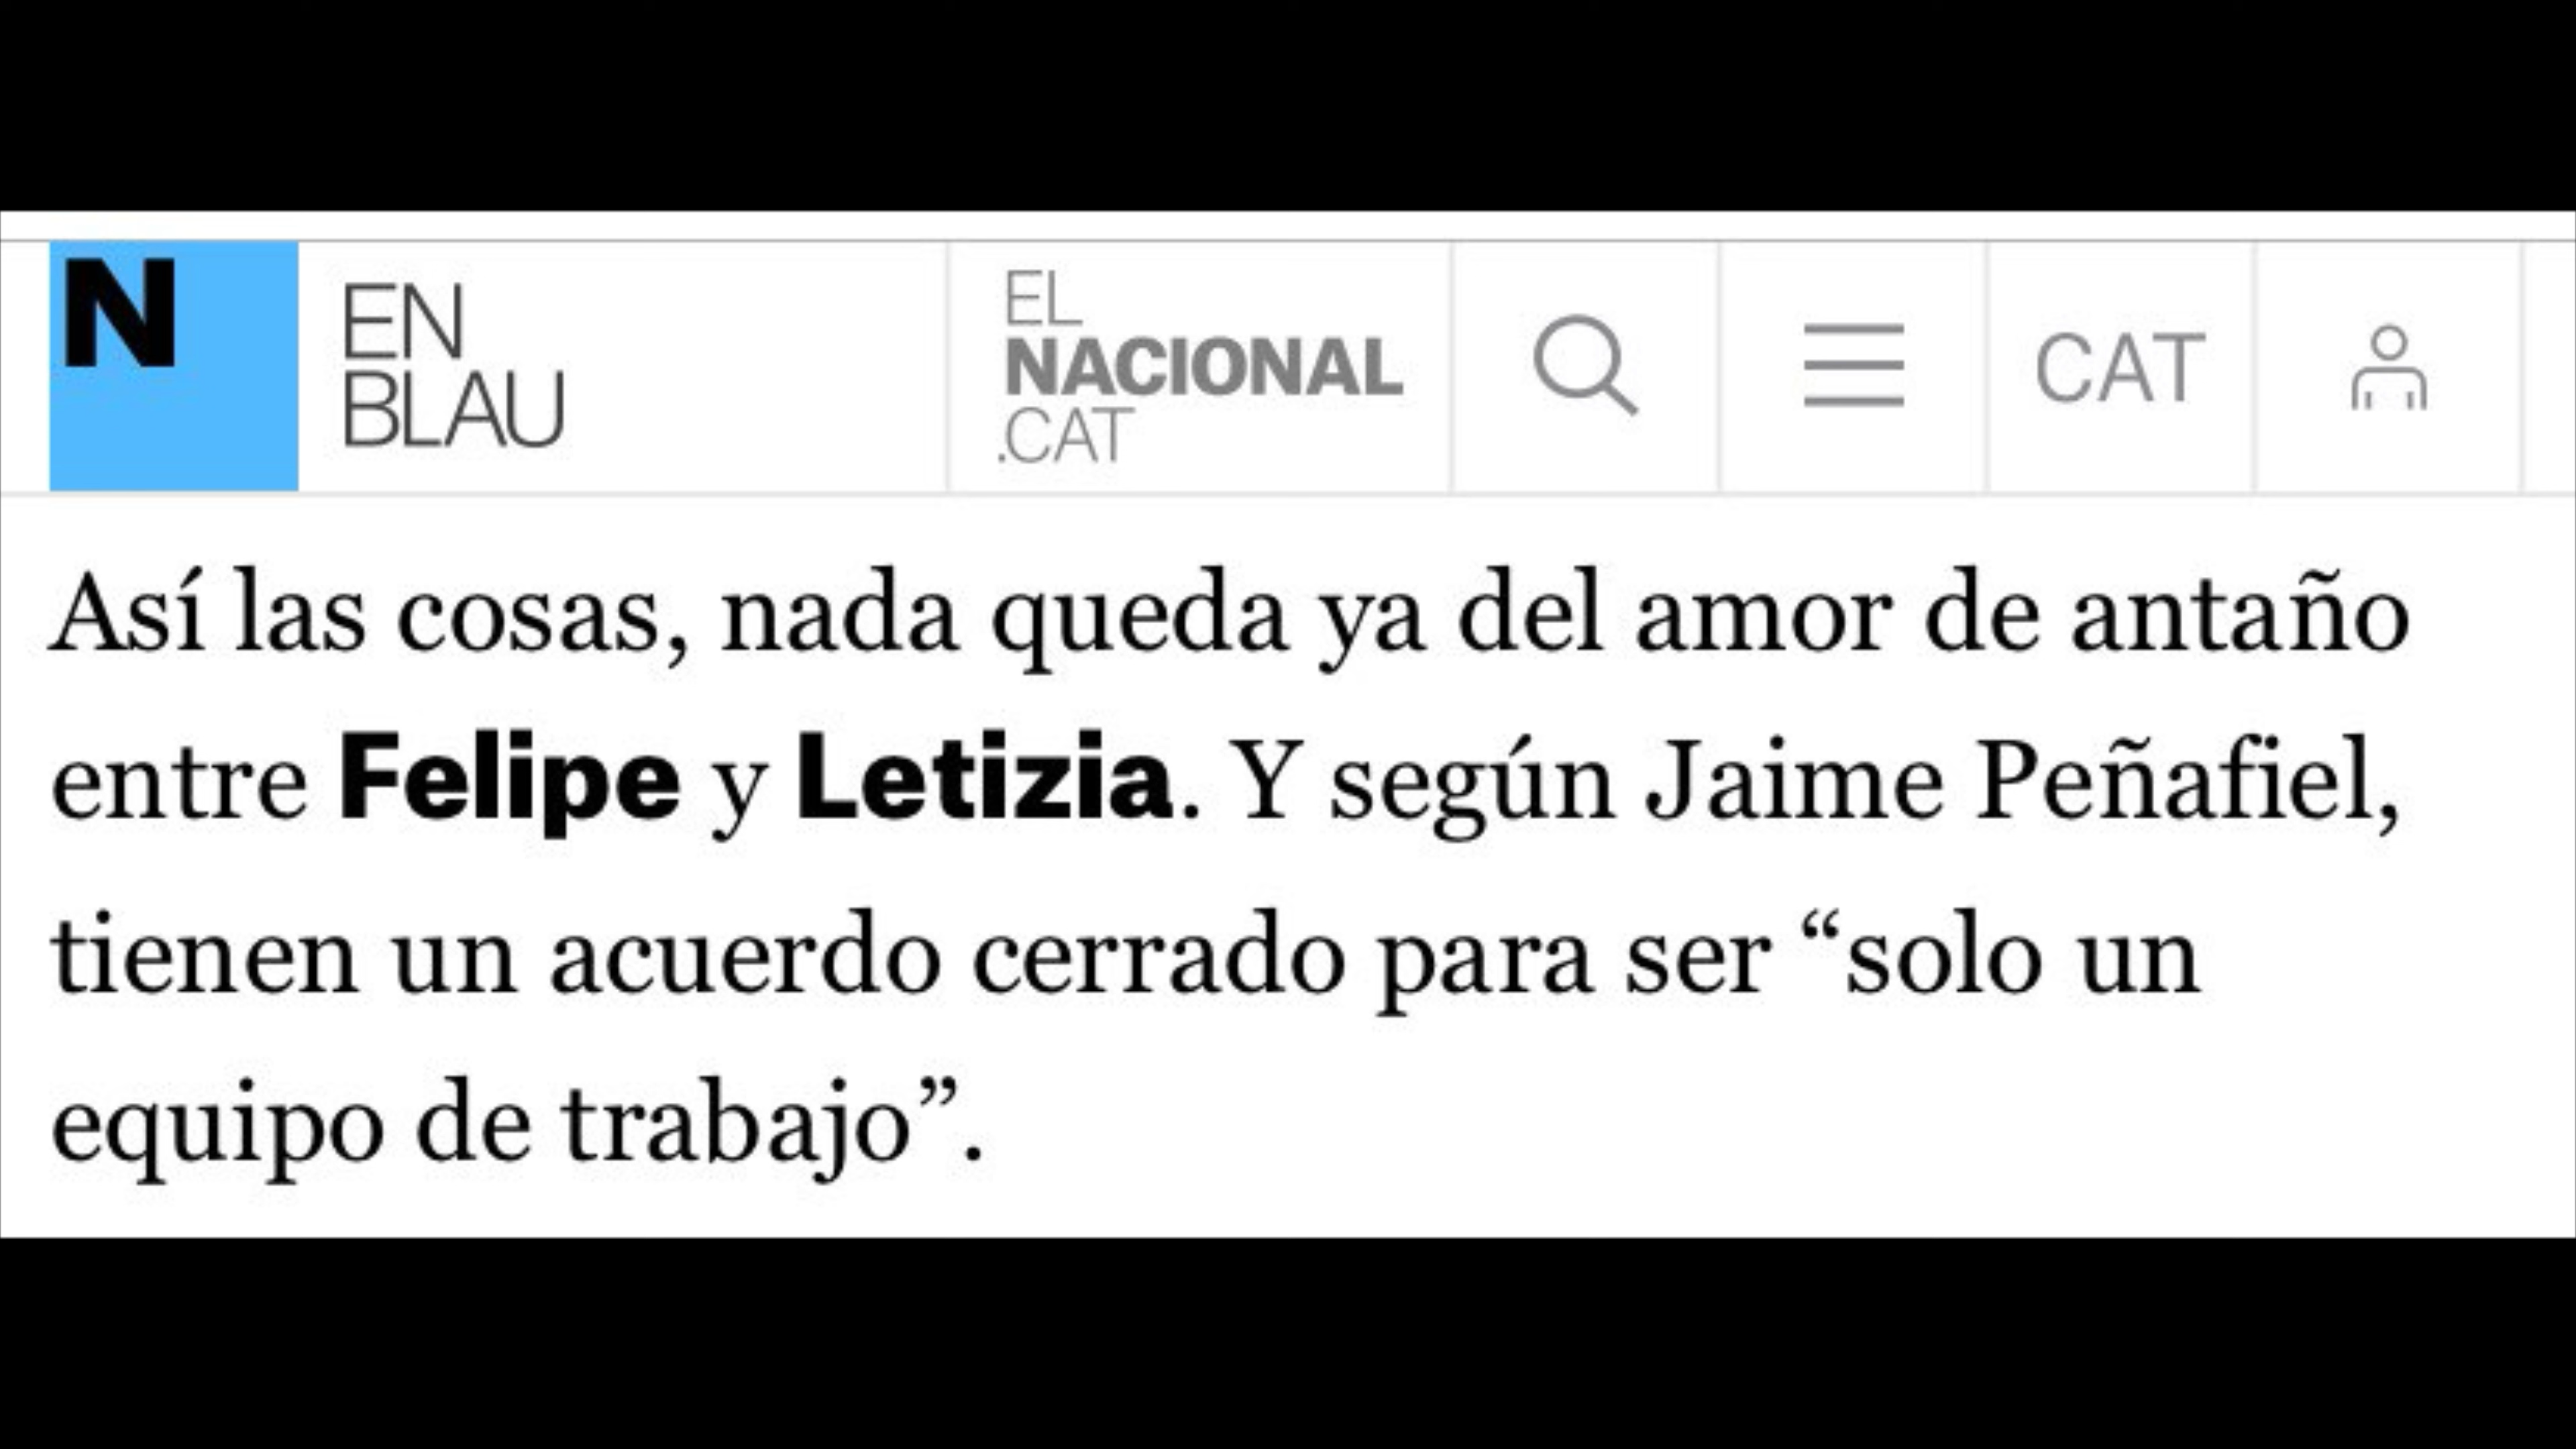 N
EN
BLAU
EL
NACIONAL
.CAT
CAT
Así las cosas, nada queda ya del amor de antaño
entre Felipe y Letizia. Y según Jaime Peñafiel,
tienen un acuerdo cerrado para ser “solo un
equipo de trabajo”.